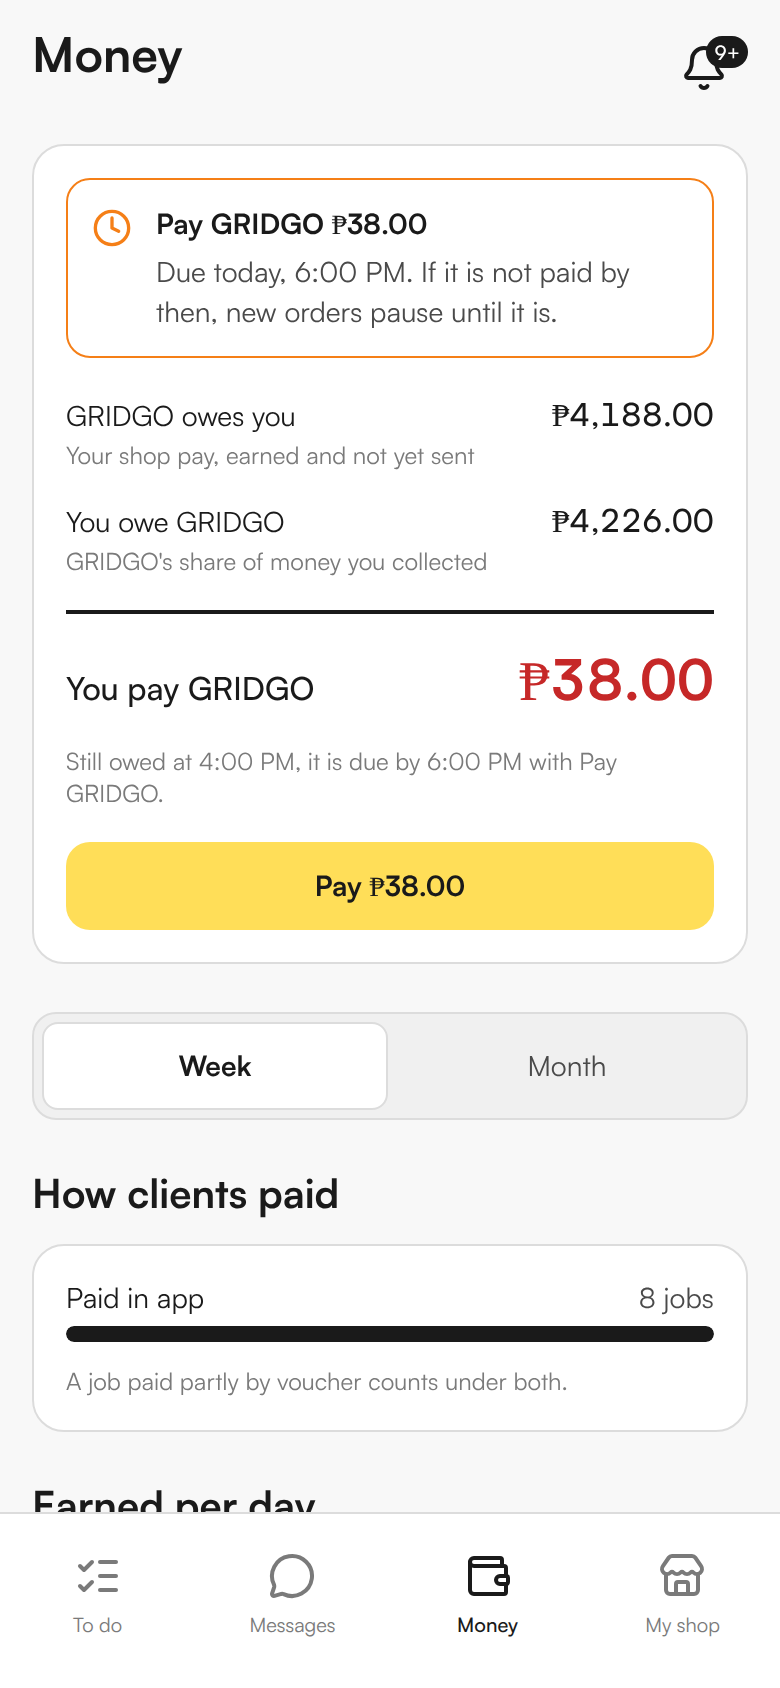 Money
9+
Pay GRIDGO ₱38.00
Due today, 6:00 PM. If it is not paid by
then, new orders pause until it is.
GRIDGO owes you ₱4,188.00
Your shop pay, earned and not yet sent
You owe GRIDGO ₱4,226.00
GRIDGO's share of money you collected
You pay GRIDGO ₱38.00
Still owed at 4:00 PM, it is due by 6:00 PM with Pay
GRIDGO.
Pay ₱38.00
Week Month
How clients paid
Paid in app 8 jobs
A job paid partly by voucher counts under both.
Earned per day
To do Messages Money My shop